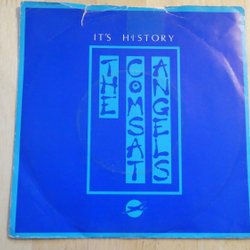 IT'S HISTORY
THE
COMSAT
ANGELS